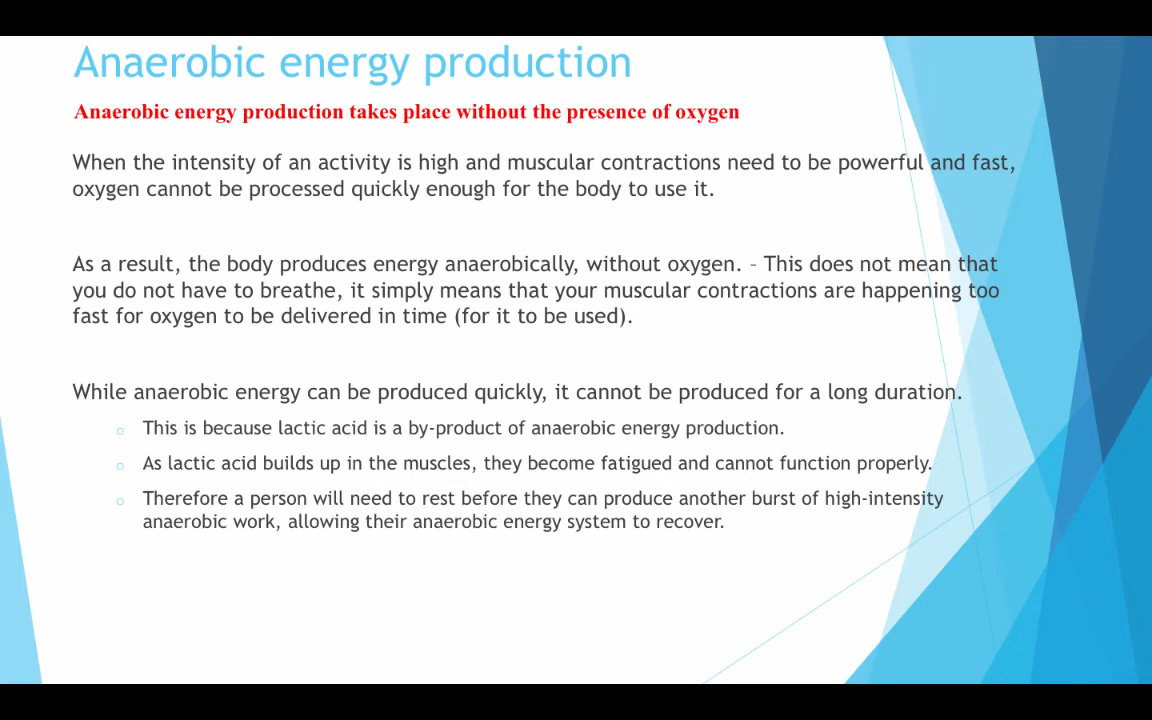 Anaerobic energy production
Anaerobic energy production takes place without the presence of oxygen
When the intensity of an activity is high and muscular contractions need to be powerful and fast,
oxygen cannot be processed quickly enough for the body to use it.
As a result, the body produces energy anaerobically, without oxygen. – This does not mean that
you do not have to breathe, it simply means that your muscular contractions are happening too
fast for oxygen to be delivered in time (for it to be used).
While anaerobic energy can be produced quickly, it cannot be produced for a long duration.
This is because lactic acid is a by-product of anaerobic energy production.
As lactic acid builds up in the muscles, they become fatigued and cannot function properly.
Therefore a person will need to rest before they can produce another burst of high-intensity
anaerobic work, allowing their anaerobic energy system to recover.